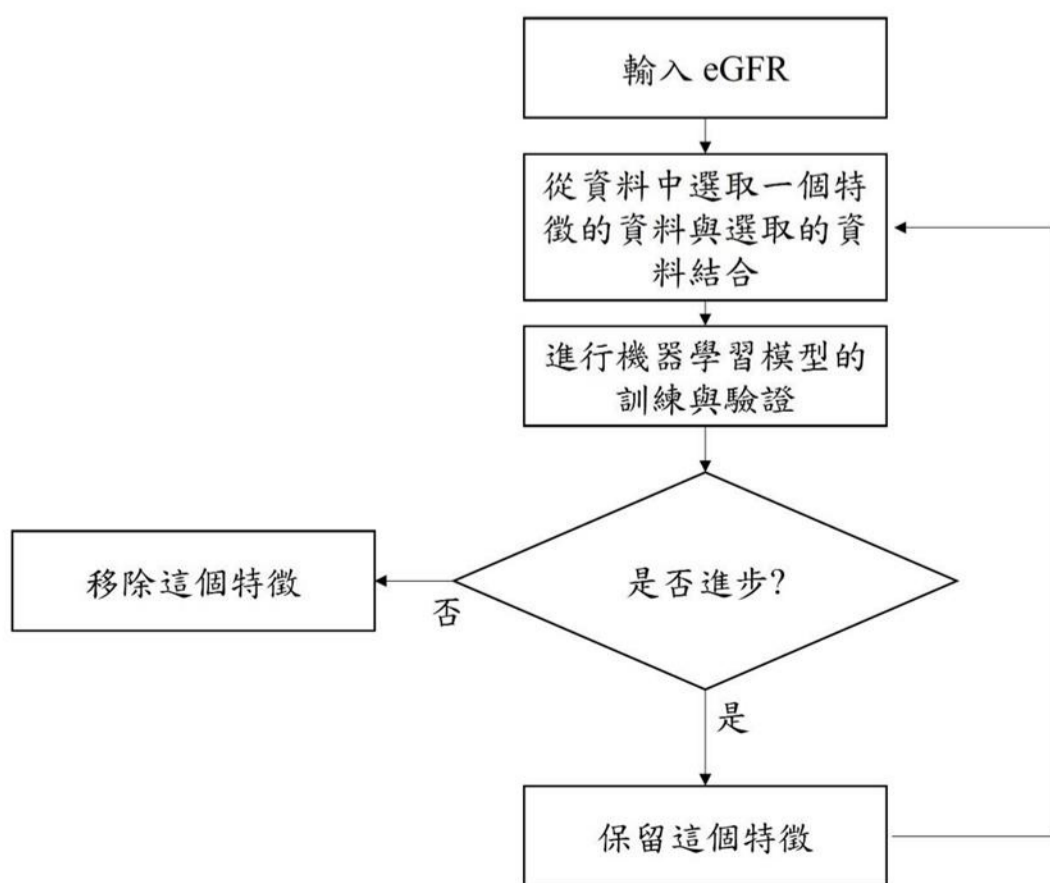 輸入 eGFR
從資料中選取一個特
徵的資料與選取的資
料結合
進行機器學習模型的
訓練與驗證
是否進步?
移除這個特徵
否
是
保留這個特徵